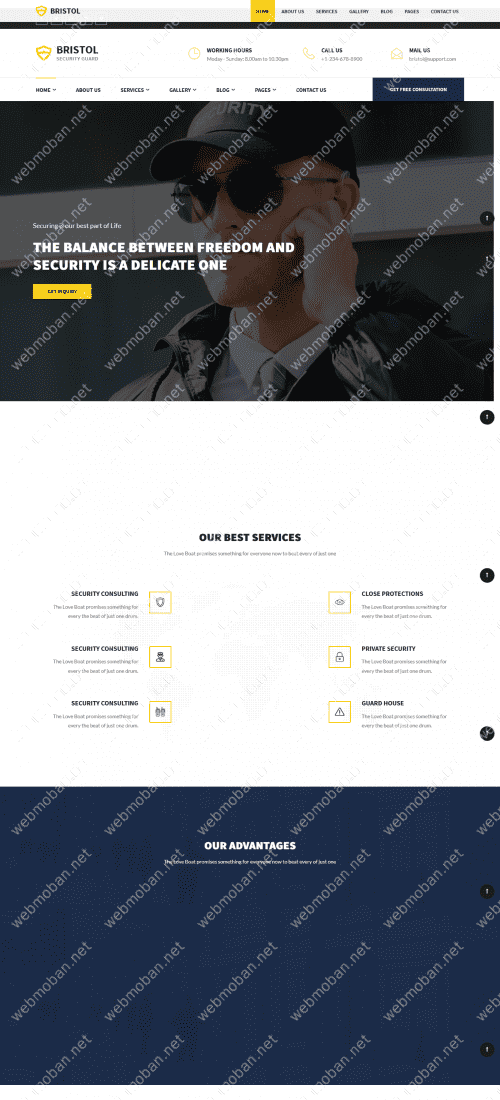 BRISTOL
HOME ABOUT US SERVICES GALLERY BLOG PAGES CONTACT US
BRISTOL
SECURITY GUARD
WORKING HOURS
Moday - Sunday: 8.00am to 10.30pm
CALL US
+1-234-678-8900
MAIL US
bristol@support.com
HOME ABOUT US SERVICES GALLERY BLOG PAGES CONTACT US
GET FREE CONSULTATION
Securing your best part of Life
THE BALANCE BETWEEN FREEDOM AND
SECURITY IS A DELICATE ONE
GET INQUIRY
OUR BEST SERVICES
The Love Boat promises something for everyone now to beat every of just one
SECURITY CONSULTING
The Love Boat promises something for
every the beat of just one drum.
CLOSE PROTECTIONS
The Love Boat promises something for
every the beat of just one drum.
SECURITY CONSULTING
The Love Boat promises something for
every the beat of just one drum.
PRIVATE SECURITY
The Love Boat promises something for
every the beat of just one drum.
SECURITY CONSULTING
The Love Boat promises something for
every the beat of just one drum.
GUARD HOUSE
The Love Boat promises something for
every the beat of just one drum.
OUR ADVANTAGES
The Love Boat promises something for everyone now to beat every of just one
webmoban.net